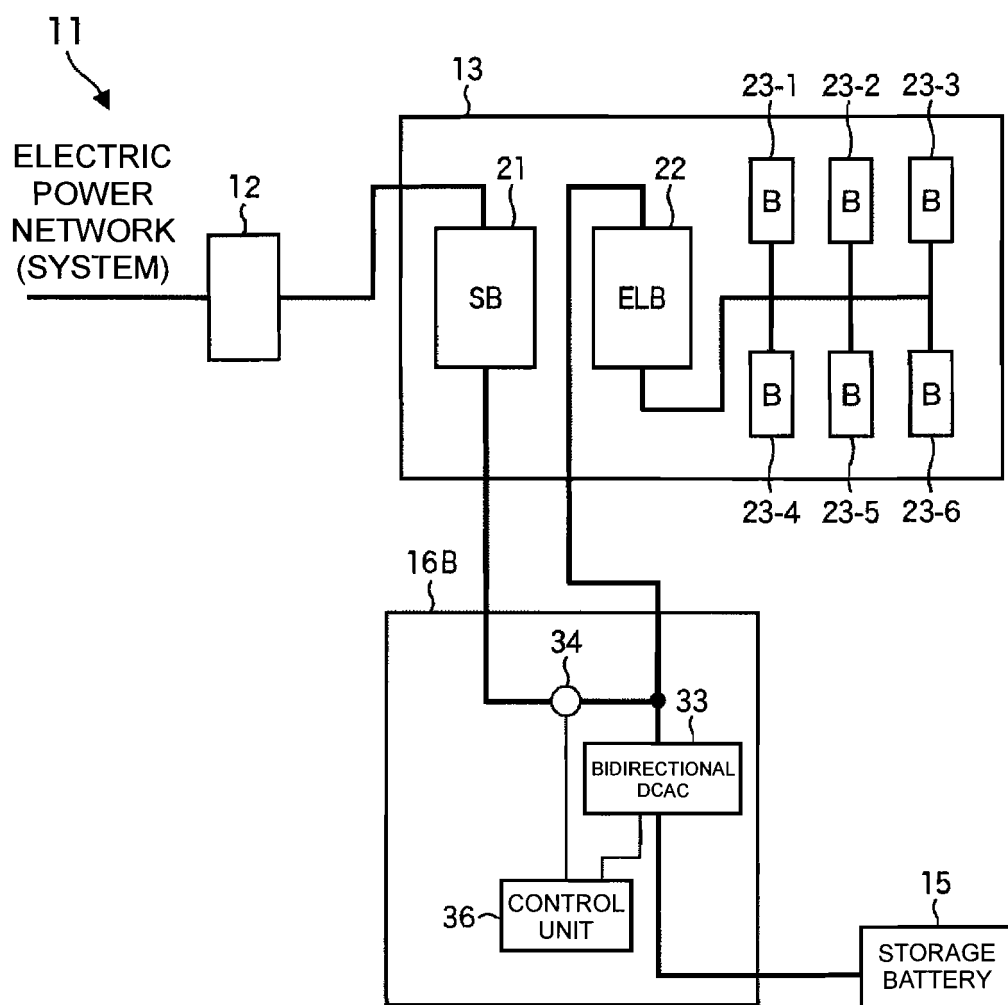 11
ELECTRIC
POWER
NETWORK
(SYSTEM)
12
13
21
SB
22
ELB
23-1
23-2
23-3
B
B
B
B
B
B
23-4
23-5
23-6
16B
34
33
BIDIRECTIONAL
DCAC
36
CONTROL
UNIT
15
STORAGE
BATTERY